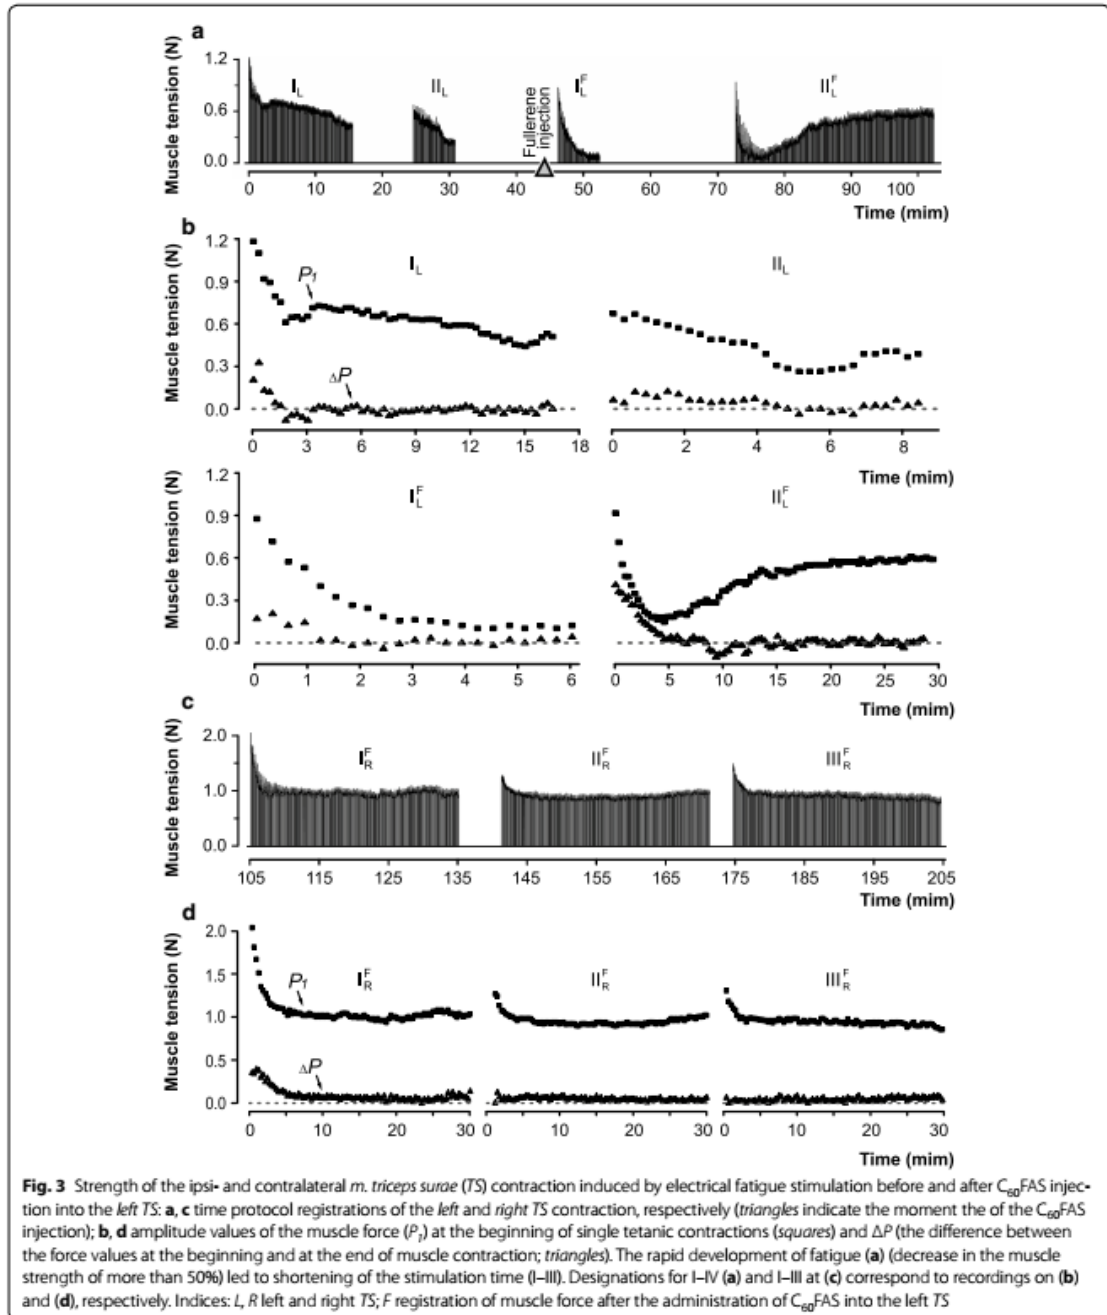 a
Muscle tension (N)
1.2
0.6
0.0
I_L
II_L
Fullerene
injection
I_L^F
II_L^F
0 10 20 30 40 50 60 70 80 90 100
Time (mim)
b
Muscle tension (N)
1.2
0.9
0.6
0.3
0.0
P1
ΔP
I_L
II_L
0 3 6 9 12 15 18
0 2 4 6 8
Time (mim)
Muscle tension (N)
1.2
0.9
0.6
0.3
0.0
I_L^F
II_L^F
0 1 2 3 4 5 6
0 5 10 15 20 25 30
Time (mim)
c
Muscle tension (N)
2.0
1.0
0.0
I_R^F
II_R^F
III_R^F
105 115 125 135 145 155 165 175 185 195 205
Time (mim)
d
Muscle tension (N)
2.0
1.5
1.0
0.5
0.0
P1
ΔP
I_R^F
II_R^F
III_R^F
0 10 20 30 0 10 20 30 0 10 20 30
Time (mim)
Fig. 3 Strength of the ipsi- and contralateral m. triceps surae (TS) contraction induced by electrical fatigue stimulation before and after C60FAS injec-
tion into the left TS: a, c time protocol registrations of the left and right TS contraction, respectively (triangles indicate the moment the of the C60FAS
injection); b, d amplitude values of the muscle force (P1) at the beginning of single tetanic contractions (squares) and ΔP (the difference between
the force values at the beginning and at the end of muscle contraction; triangles). The rapid development of fatigue (a) (decrease in the muscle
strength of more than 50%) led to shortening of the stimulation time (I–III). Designations for I–IV (a) and I–III at (c) correspond to recordings on (b)
and (d), respectively. Indices: L, R left and right TS; F registration of muscle force after the administration of C60FAS into the left TS